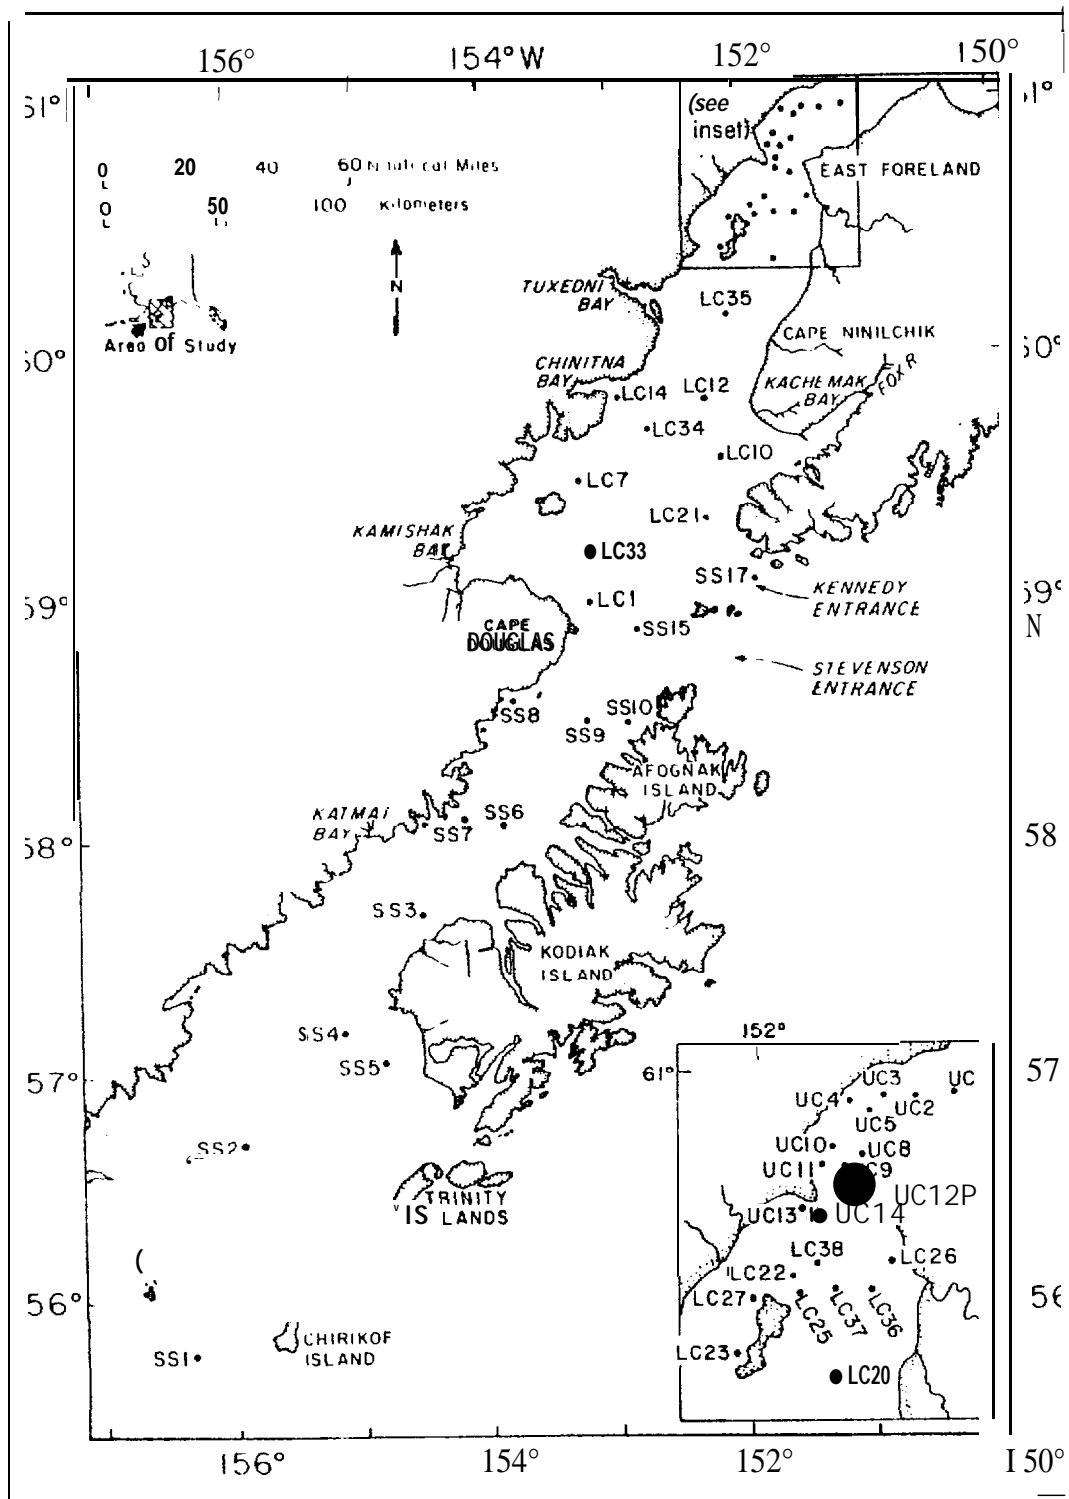 156°
154°W
152°
150°
61°
(see
inset)
0 20 40 60 Nautical Miles
0 50 100 Kilometers
EAST FORELAND
N
TUXEDNI
BAY
LC35
Area of Study
60°
CAPE NINILCHIK
60°
CHINITNA
BAY
LC14
LC12
KACHEMAK
BAY
FOX R
LC34
LC10
LC7
LC21
KAMISHAK
BAY
LC33
SS17
KENNEDY
ENTRANCE
59°
LC1
59°
N
CAPE
DOUGLAS
SS15
STEVENSON
ENTRANCE
SS8
SS10
SS9
AFOGNAK
ISLAND
KATMAI
BAY
SS7
SS6
58°
58
SS3
KODIAK
ISLAND
SS4
SS5
57°
57
SS2
TRINITY
ISLANDS
56°
56
SS1
CHIRIKOF
ISLAND
152°
61°
UC3
UC
UC4
UC2
UC5
UC10
UC8
UC11
C9
UC12P
UC13
UC14
LC38
LC26
LC22
LC27
LC25
LC37
LC36
LC23
LC20
156°
154°
152°
150°